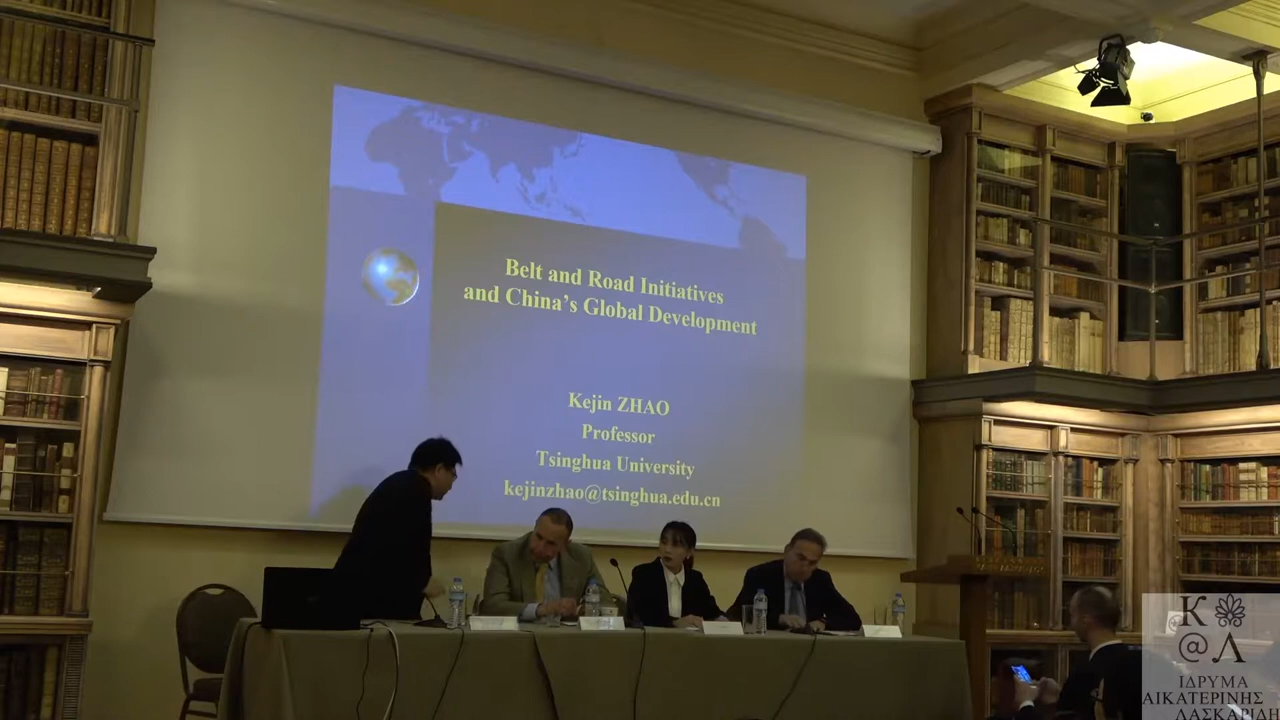 Belt and Road Initiatives
and China's Global Development
Kejin ZHAO
Professor
Tsinghua University
kejinzhao@tsinghua.edu.cn
Κ
@ Λ
ΙΔΡΥΜΑ
ΑΙΚΑΤΕΡΙΝΗΣ
ΛΑΣΚΑΡΙΔΗ